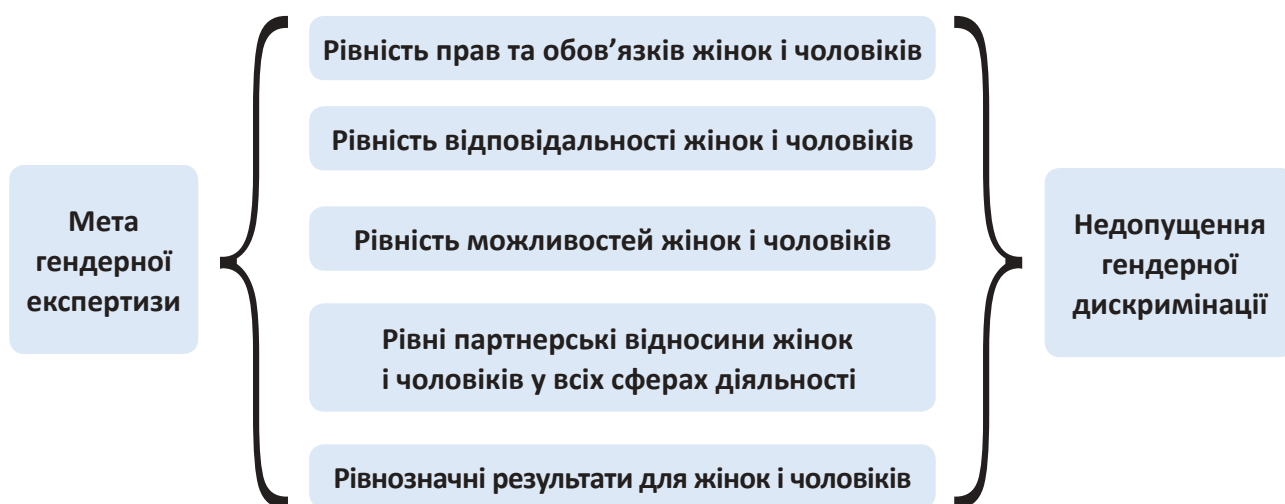 Мета
гендерної
експертизи
Рівність прав та обов’язків жінок і чоловіків
Рівність відповідальності жінок і чоловіків
Рівність можливостей жінок і чоловіків
Рівні партнерські відносини жінок
і чоловіків у всіх сферах діяльності
Рівнозначні результати для жінок і чоловіків
Недопущення
гендерної
дискримінації